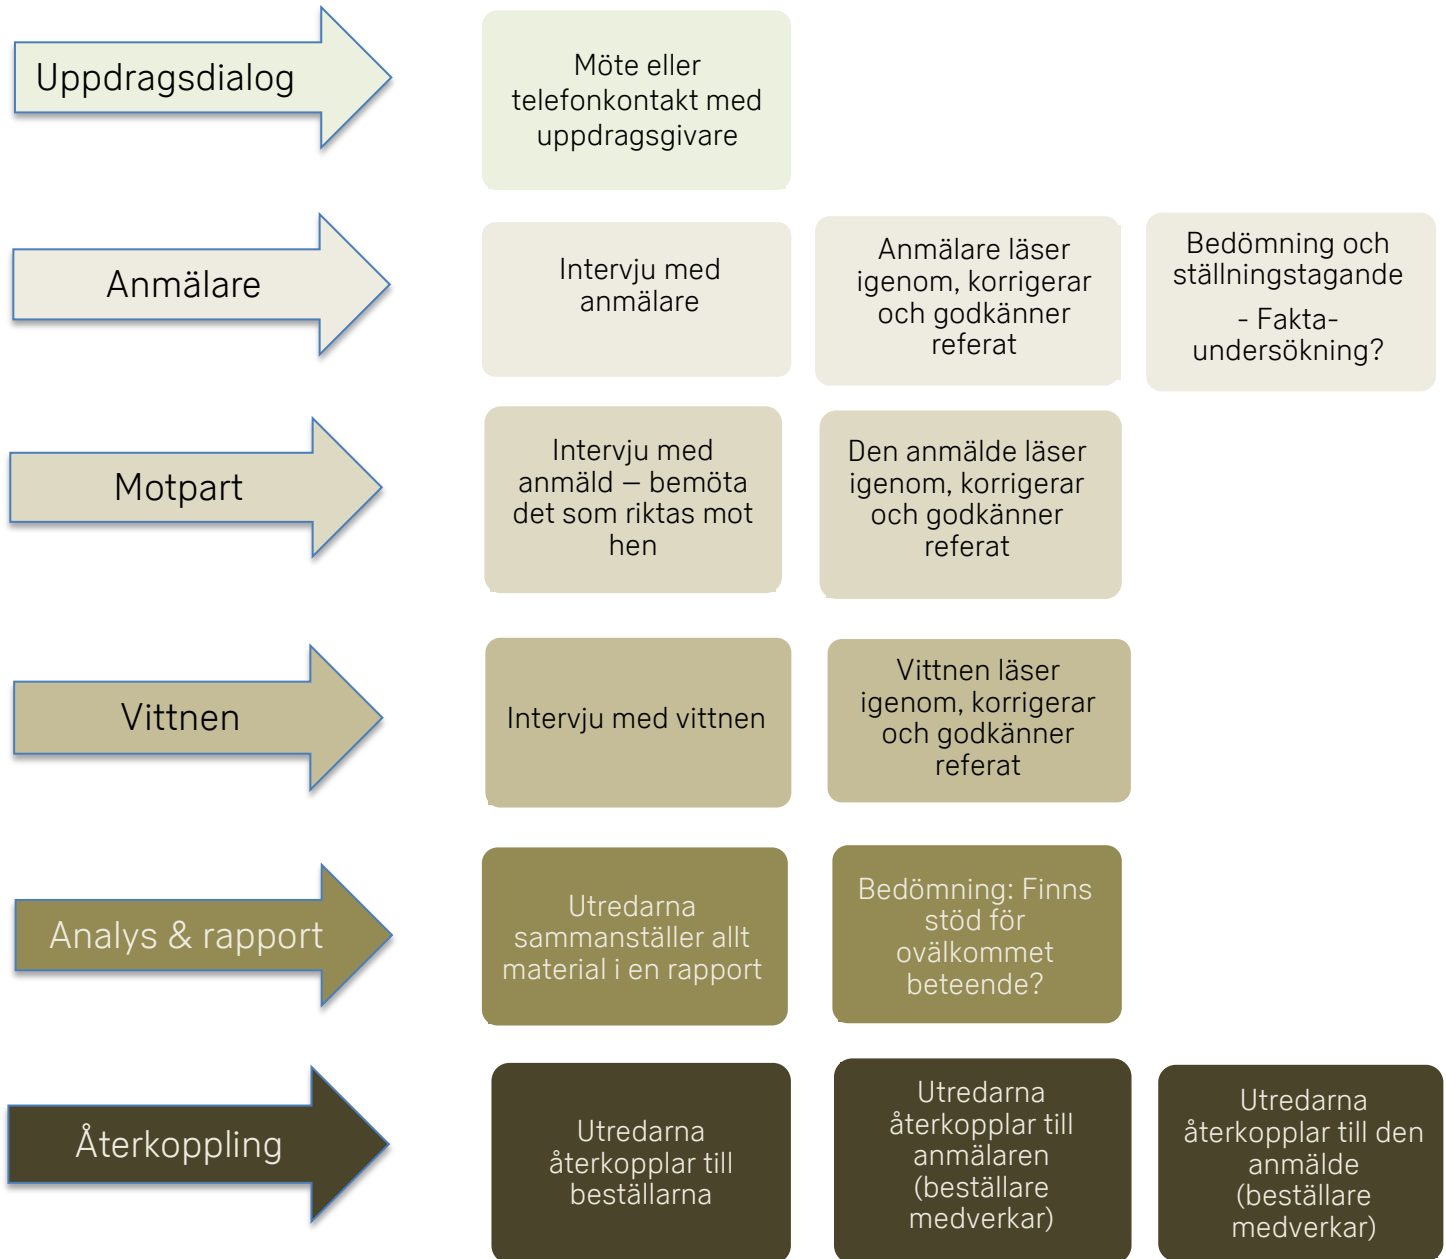 Uppdragsdialog
Möte eller
telefonkontakt med
uppdragsgivare
Anmälare
Intervju med
anmälare
Anmälare läser
igenom, korrigerar
och godkänner
referat
Bedömning och
ställningstagande
- Fakta-
undersökning?
Motpart
Intervju med
anmäld – bemöta
det som riktas mot
hen
Den anmälde läser
igenom, korrigerar
och godkänner
referat
Vittnen
Intervju med vittnen
Vittnen läser
igenom, korrigerar
och godkänner
referat
Analys & rapport
Utredarna
sammanställer allt
material i en rapport
Bedömning: Finns
stöd för
ovälkommet
beteende?
Återkoppling
Utredarna
återkopplar till
beställarna
Utredarna
återkopplar till
anmälaren
(beställare
medverkar)
Utredarna
återkopplar till den
anmälde
(beställare
medverkar)